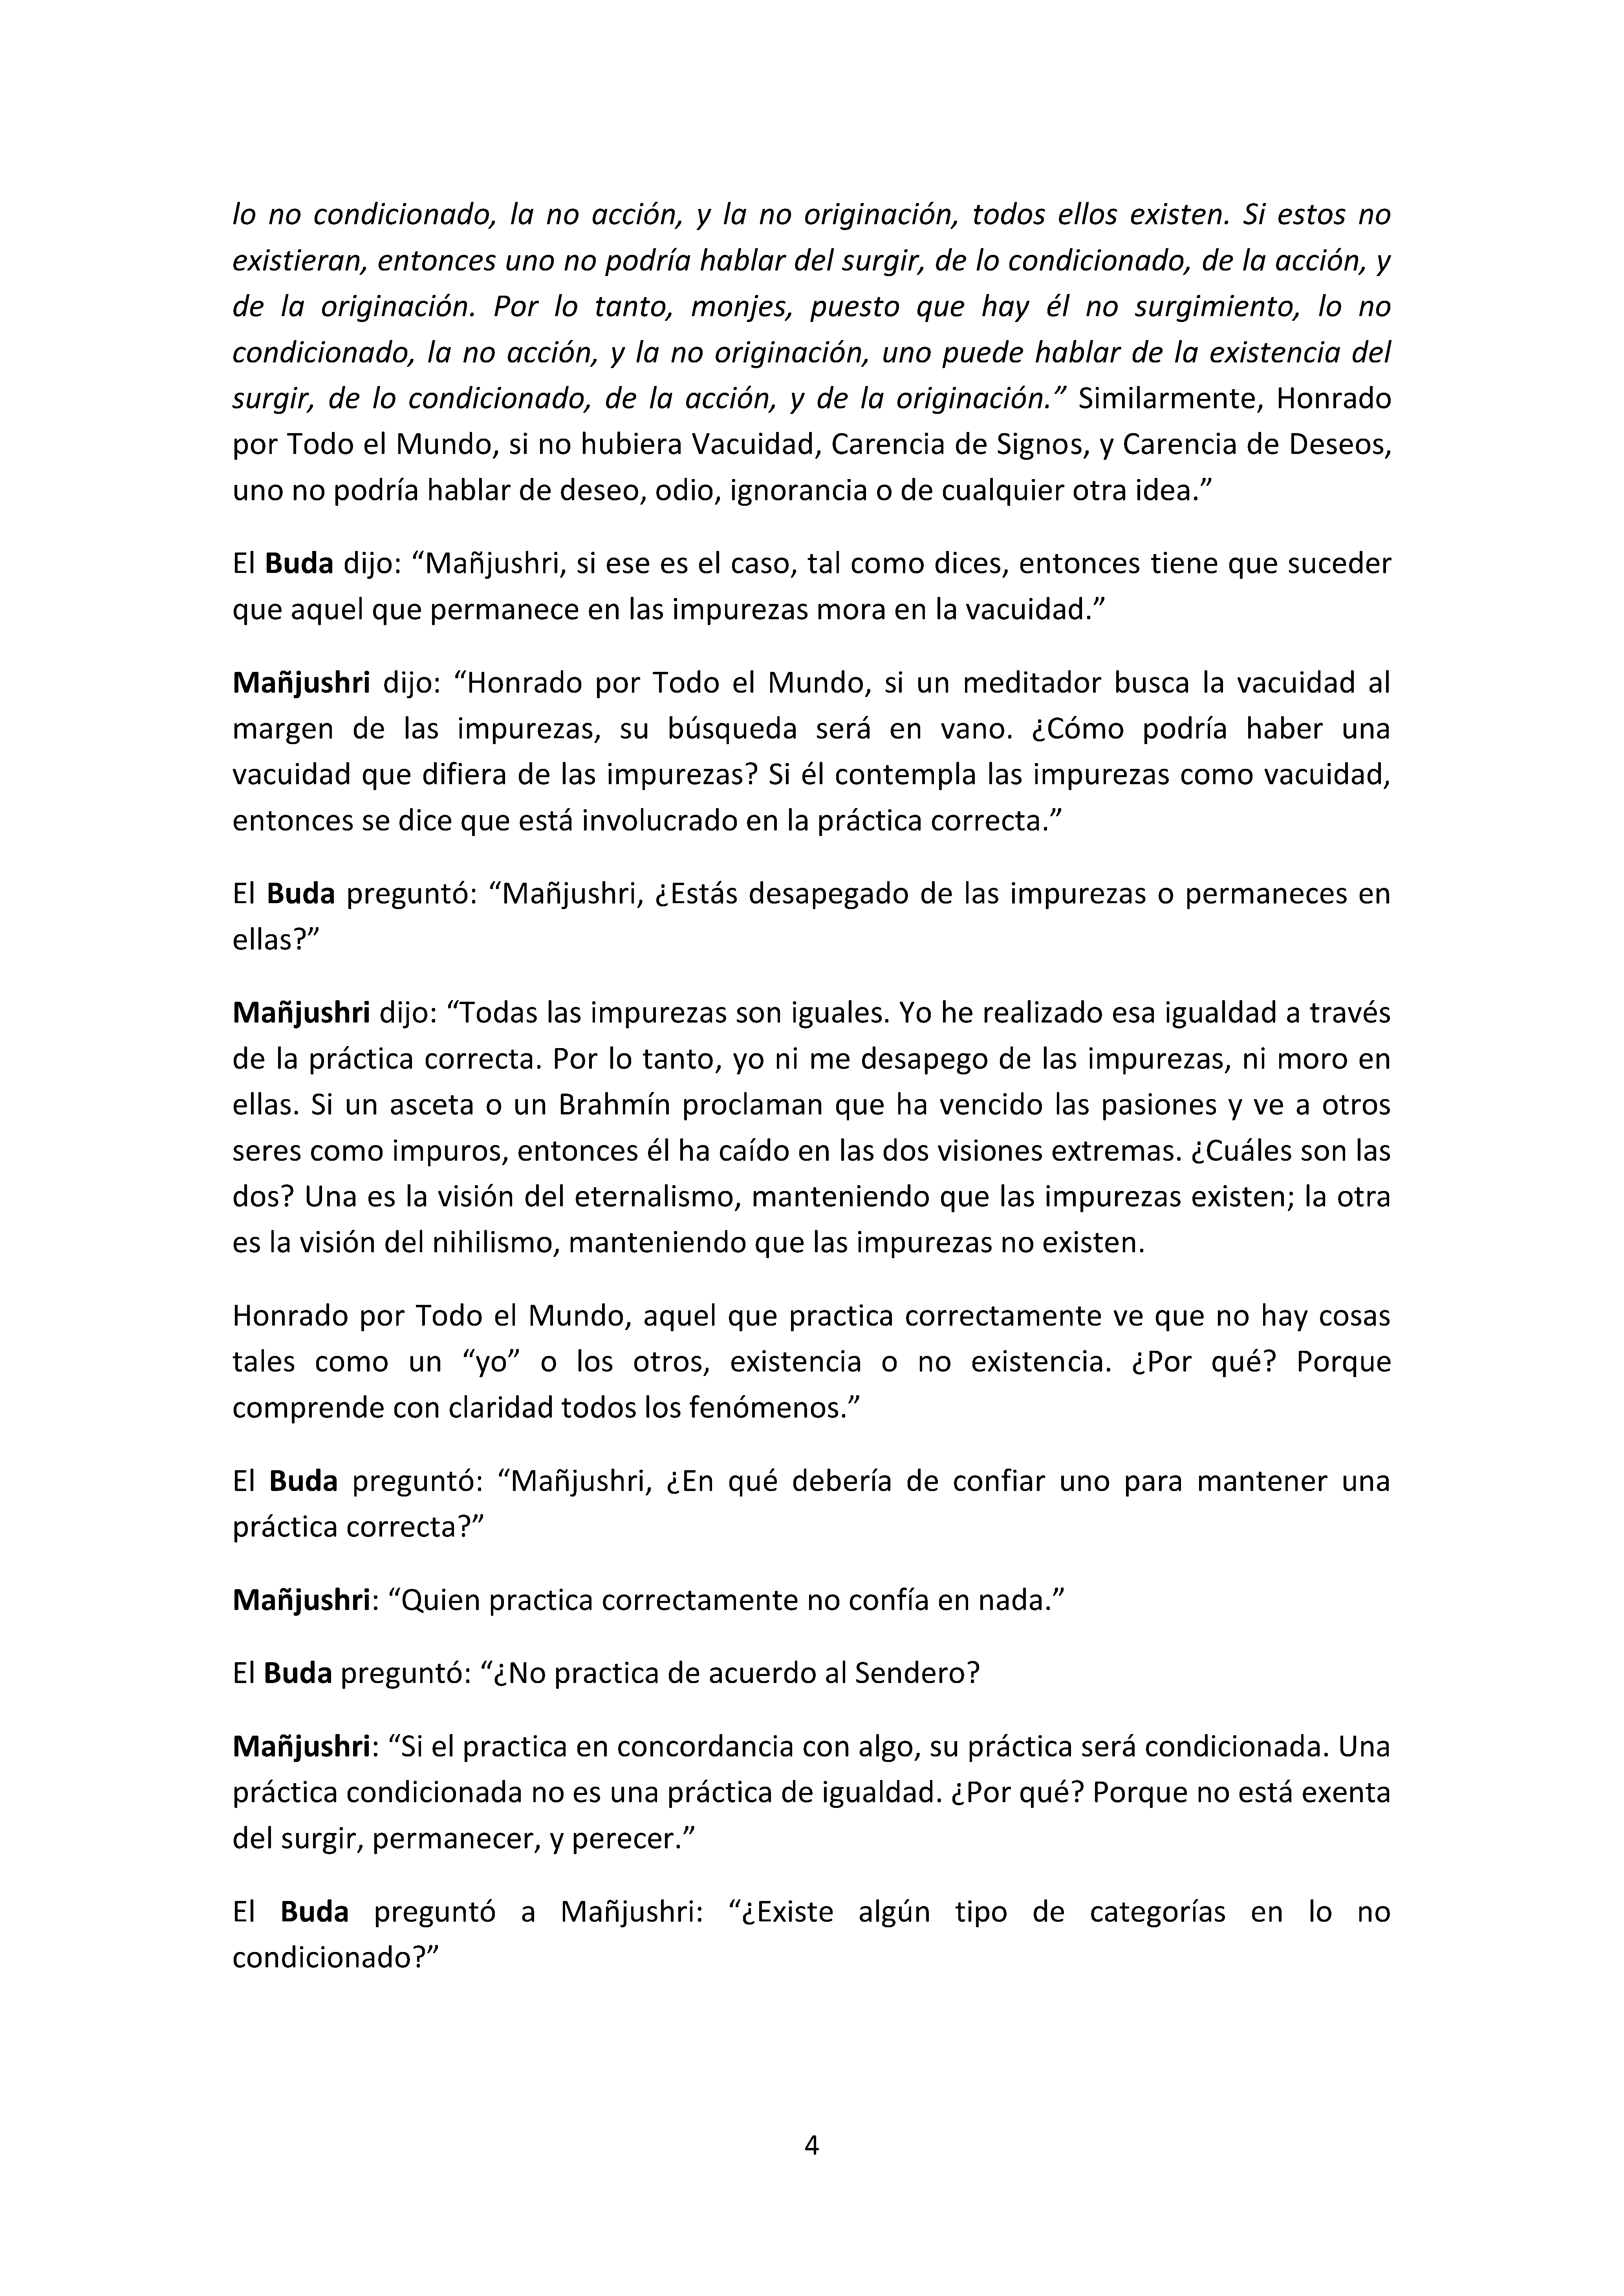 lo no condicionado, la no acción, y la no originación, todos ellos existen. Si estos no
existieran, entonces uno no podría hablar del surgir, de lo condicionado, de la acción, y
de la originación. Por lo tanto, monjes, puesto que hay él no surgimiento, lo no
condicionado, la no acción, y la no originación, uno puede hablar de la existencia del
surgir, de lo condicionado, de la acción, y de la originación.” Similarmente, Honrado
por Todo el Mundo, si no hubiera Vacuidad, Carencia de Signos, y Carencia de Deseos,
uno no podría hablar de deseo, odio, ignorancia o de cualquier otra idea.”
El Buda dijo: “Mañjushri, si ese es el caso, tal como dices, entonces tiene que suceder
que aquel que permanece en las impurezas mora en la vacuidad.”
Mañjushri dijo: “Honrado por Todo el Mundo, si un meditador busca la vacuidad al
margen de las impurezas, su búsqueda será en vano. ¿Cómo podría haber una
vacuidad que difiera de las impurezas? Si él contempla las impurezas como vacuidad,
entonces se dice que está involucrado en la práctica correcta.”
El Buda preguntó: “Mañjushri, ¿Estás desapegado de las impurezas o permaneces en
ellas?”
Mañjushri dijo: “Todas las impurezas son iguales. Yo he realizado esa igualdad a través
de la práctica correcta. Por lo tanto, yo ni me desapego de las impurezas, ni moro en
ellas. Si un asceta o un Brahmín proclaman que ha vencido las pasiones y ve a otros
seres como impuros, entonces él ha caído en las dos visiones extremas. ¿Cuáles son las
dos? Una es la visión del eternalismo, manteniendo que las impurezas existen; la otra
es la visión del nihilismo, manteniendo que las impurezas no existen.
Honrado por Todo el Mundo, aquel que practica correctamente ve que no hay cosas
tales como un “yo” o los otros, existencia o no existencia. ¿Por qué? Porque
comprende con claridad todos los fenómenos.”
El Buda preguntó: “Mañjushri, ¿En qué debería de confiar uno para mantener una
práctica correcta?”
Mañjushri: “Quien practica correctamente no confía en nada.”
El Buda preguntó: “¿No practica de acuerdo al Sendero?
Mañjushri: “Si el practica en concordancia con algo, su práctica será condicionada. Una
práctica condicionada no es una práctica de igualdad. ¿Por qué? Porque no está exenta
del surgir, permanecer, y perecer.”
El Buda preguntó a Mañjushri: “¿Existe algún tipo de categorías en lo no
condicionado?”
4